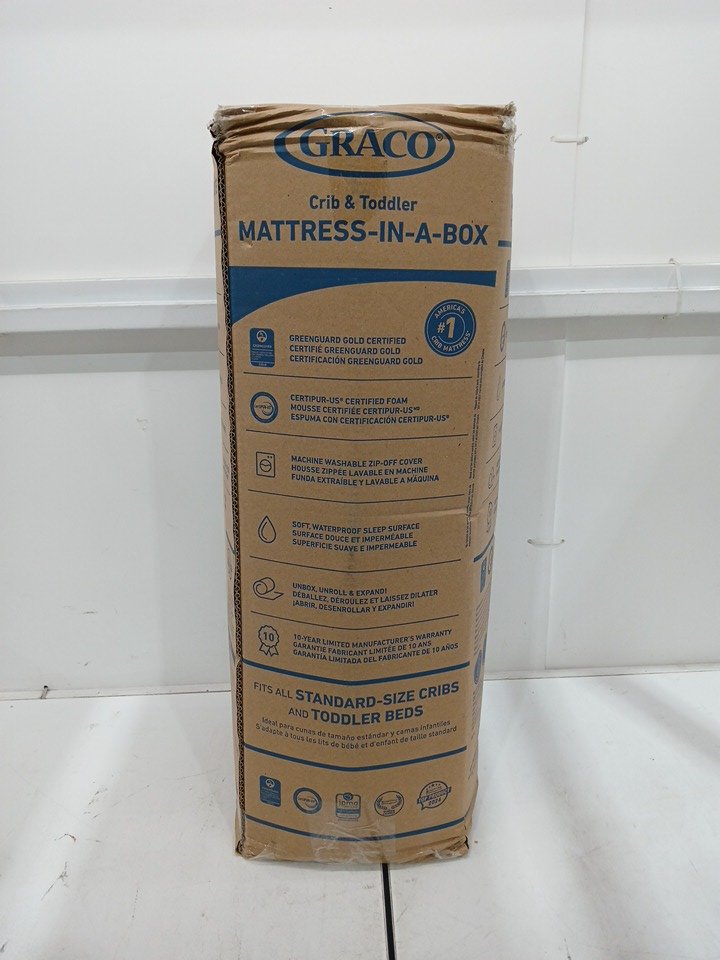 GRACO®
Crib & Toddler
MATTRESS-IN-A-BOX
AMERICA'S
#1
CRIB MATTRESS*
GREENGUARD GOLD CERTIFIED
CERTIFIÉ GREENGUARD GOLD
CERTIFICACIÓN GREENGUARD GOLD
CERTIPUR-US® CERTIFIED FOAM
MOUSSE CERTIFIÉE CERTIPUR-US ᴹᴰ
ESPUMA CON CERTIFICACIÓN CERTIPUR-US®
MACHINE WASHABLE ZIP-OFF COVER
HOUSSE ZIPPÉE LAVABLE EN MACHINE
FUNDA EXTRAÍBLE Y LAVABLE A MÁQUINA
SOFT, WATERPROOF SLEEP SURFACE
SURFACE DOUCE ET IMPERMÉABLE
SUPERFICIE SUAVE E IMPERMEABLE
UNBOX, UNROLL & EXPAND!
DÉBALLEZ, DÉROULEZ ET LAISSEZ DILATER
¡ABRIR, DESENROLLAR Y EXPANDIR!
10
10-YEAR LIMITED MANUFACTURER'S WARRANTY
GARANTIE FABRICANT LIMITÉE DE 10 ANS
GARANTÍA LIMITADA DEL FABRICANTE DE 10 AÑOS
FITS ALL STANDARD-SIZE CRIBS
AND TODDLER BEDS
Ideal para cunas de tamaño estándar y camas infantiles
S'adapte à tous les lits de bébé et d'enfant de taille standard
2024